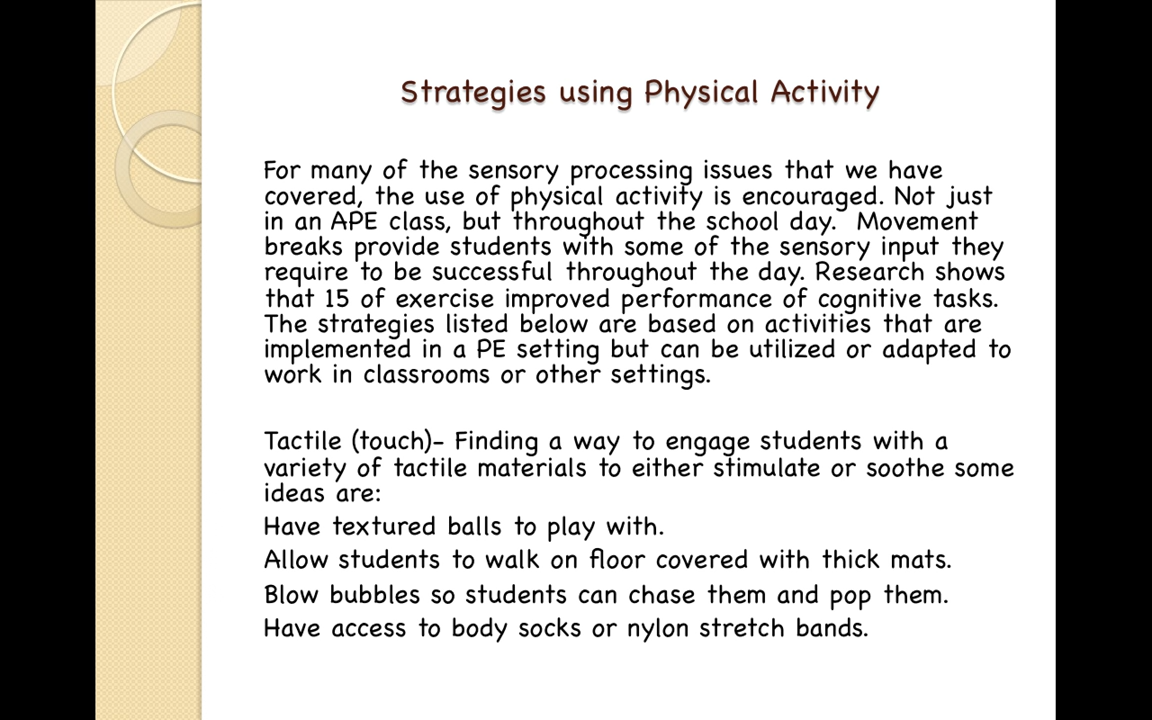 Strategies using Physical Activity
For many of the sensory processing issues that we have
covered, the use of physical activity is encouraged. Not just
in an APE class, but throughout the school day.  Movement
breaks provide students with some of the sensory input they
require to be successful throughout the day. Research shows
that 15 of exercise improved performance of cognitive tasks.
The strategies listed below are based on activities that are
implemented in a PE setting but can be utilized or adapted to
work in classrooms or other settings.
Tactile (touch)- Finding a way to engage students with a
variety of tactile materials to either stimulate or soothe some
ideas are:
Have textured balls to play with.
Allow students to walk on floor covered with thick mats.
Blow bubbles so students can chase them and pop them.
Have access to body socks or nylon stretch bands.